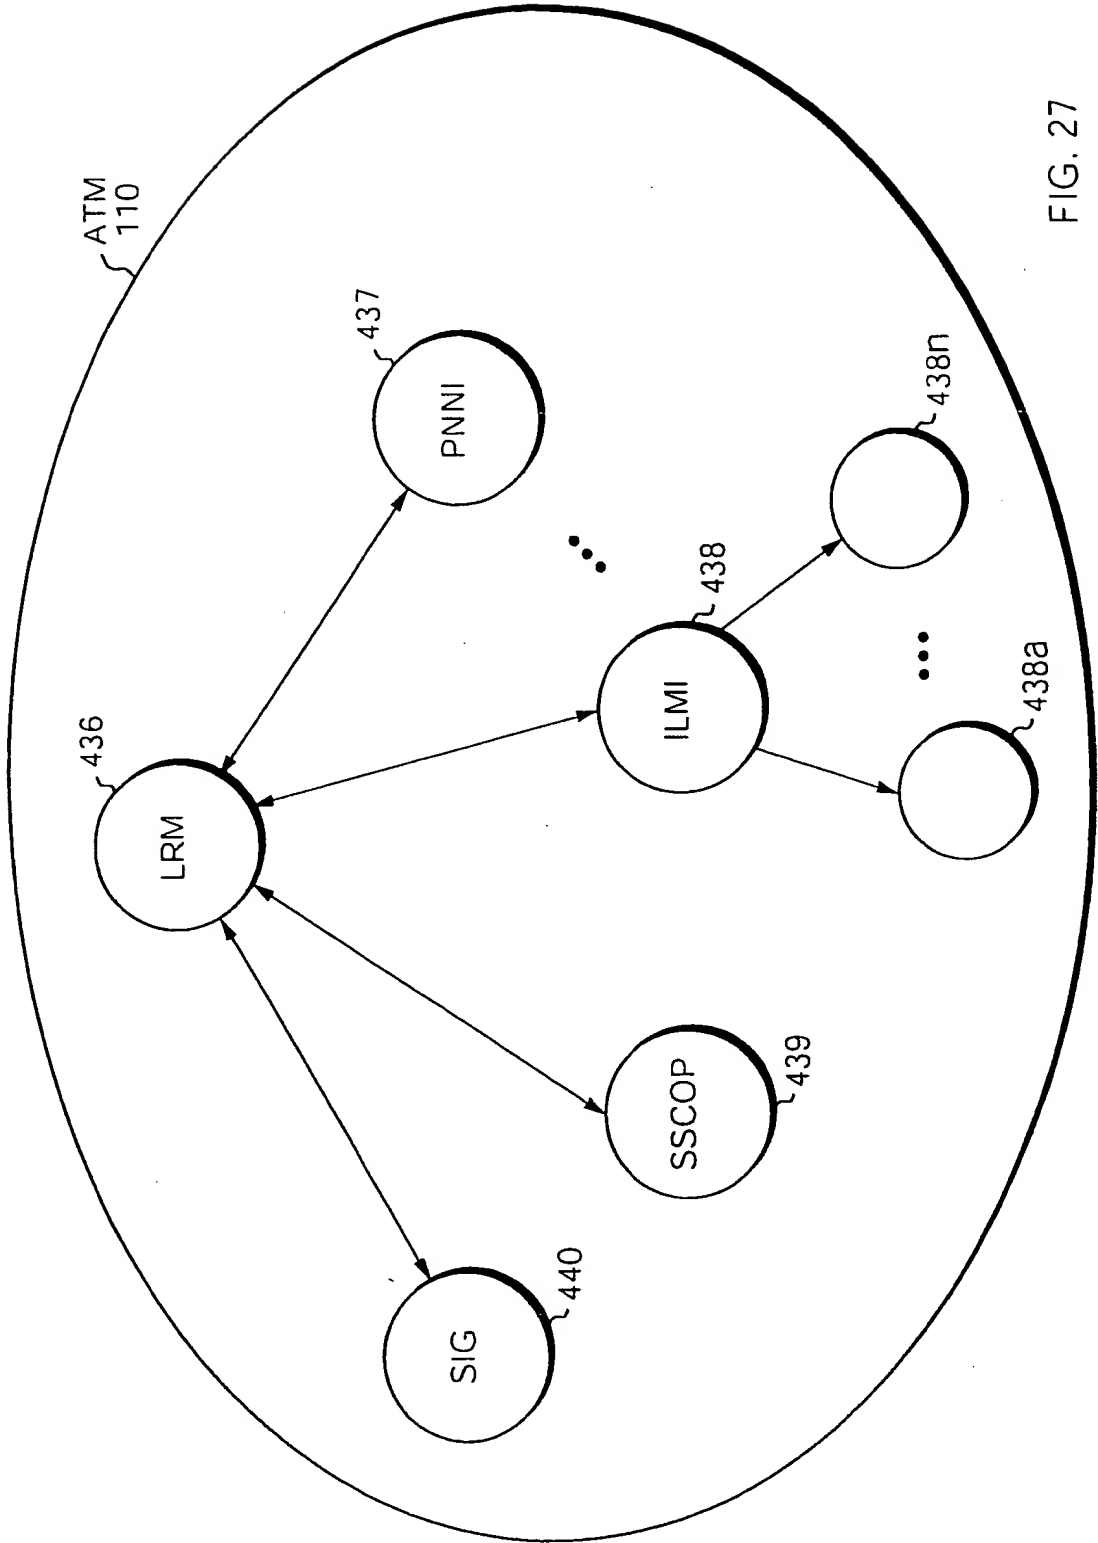 ATM
110
LRM
436
PNNI
437
ILMI
438
SSCOP
439
SIG
440
438a
438n
FIG. 27